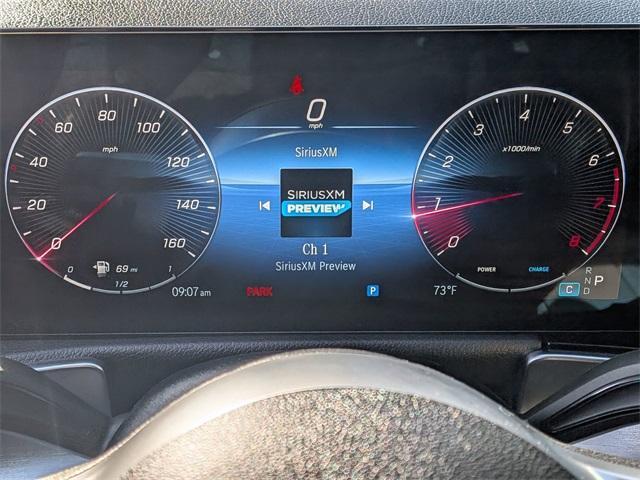 0
mph
SiriusXM
SIRIUSXM
PREVIEW
Ch 1
SiriusXM Preview
0
20
40
60
80
100
120
140
160
mph
69 mi
0
1/2
1
09:07 am
PARK
P
73°F
0
1
2
3
4
5
6
7
8
x1000/min
POWER
CHARGE
R
N
D
P
C